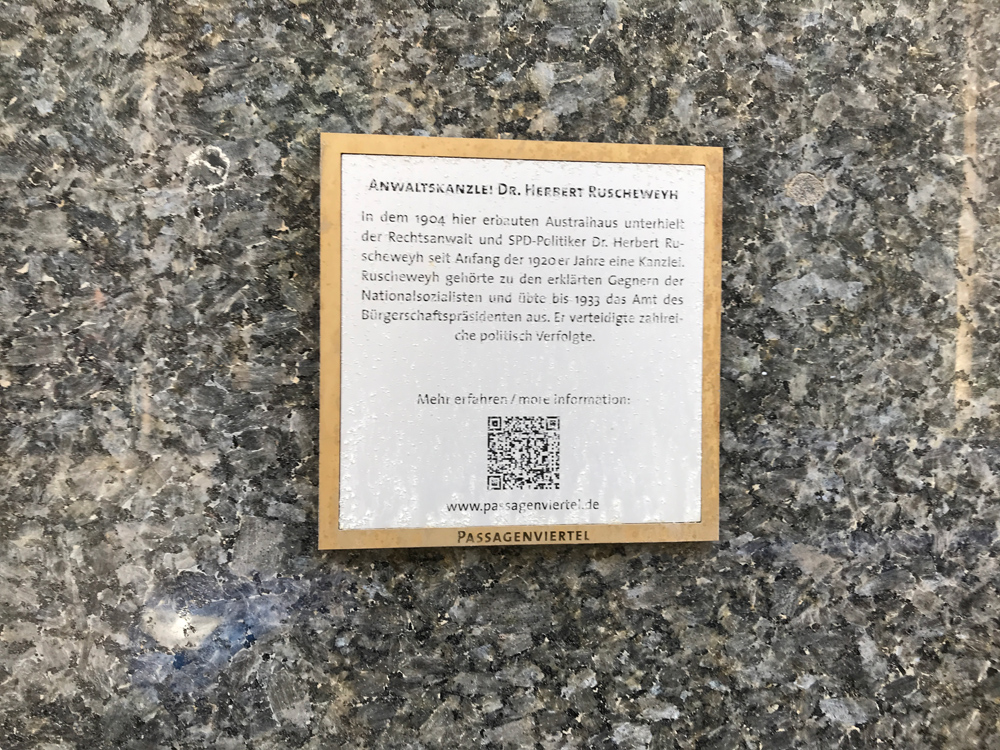 Anwaltskanzlei Dr. Herbert Ruscheweyh
In dem 1904 hier erbauten Australhaus unterhielt
der Rechtsanwalt und SPD-Politiker Dr. Herbert Ru-
scheweyh seit Anfang der 1920er Jahre eine Kanzlei.
Ruscheweyh gehörte zu den erklärten Gegnern der
Nationalsozialisten und übte bis 1933 das Amt des
Bürgerschaftspräsidenten aus. Er verteidigte zahlrei-
che politisch Verfolgte.
Mehr erfahren / more information:
www.passagenviertel.de
Passagenviertel